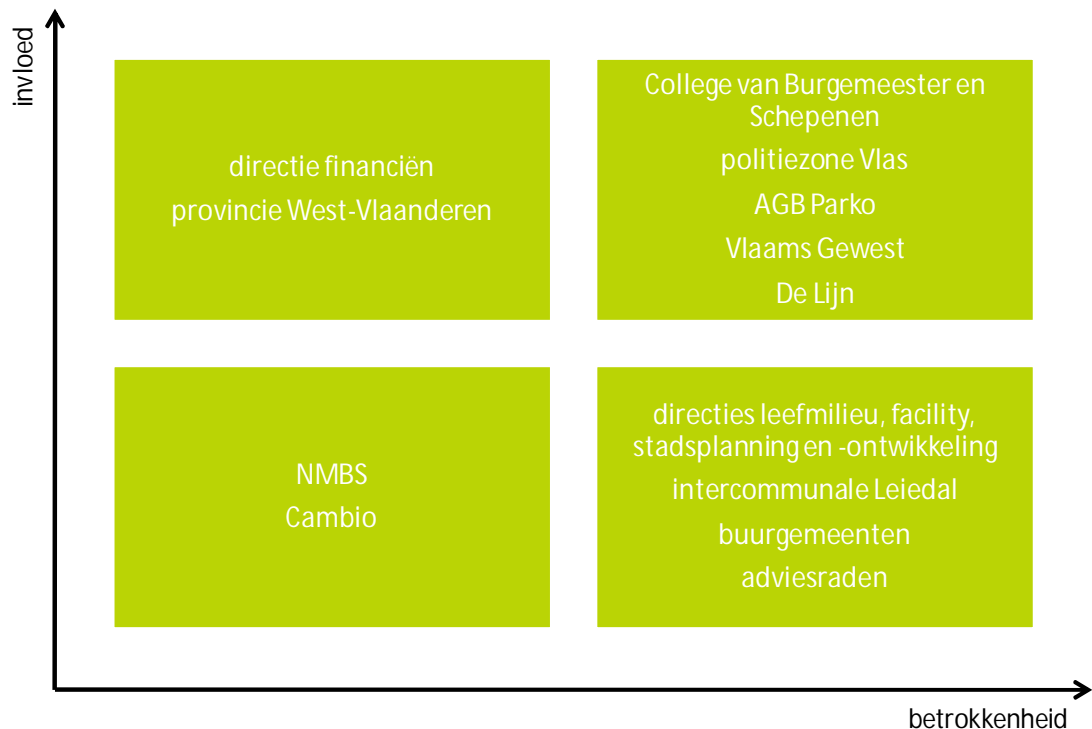 invloed
directie financiën
provincie West-Vlaanderen
College van Burgemeester en
Schepenen
politiezone Vlas
AGB Parko
Vlaams Gewest
De Lijn
NMBS
Cambio
directies leefmilieu, facility,
stadsplanning en -ontwikkeling
intercommunale Leiedal
buurgemeenten
adviesraden
betrokkenheid